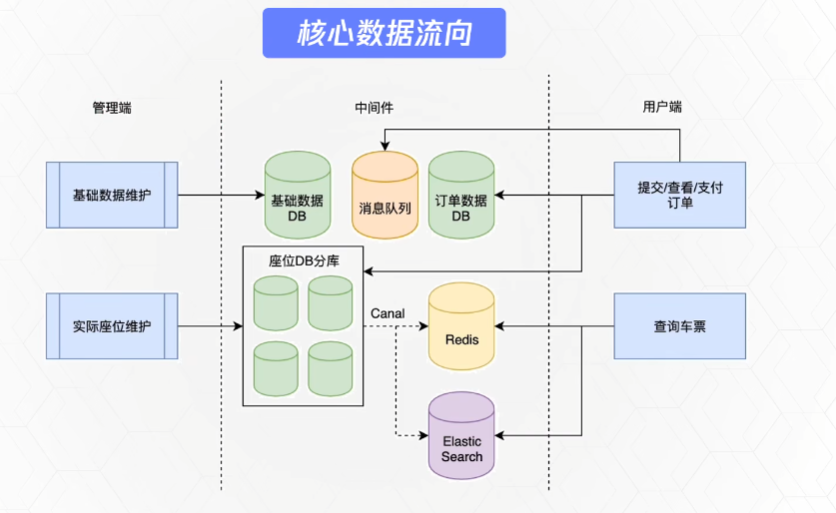 核心数据流向
管理端
中间件
用户端
基础数据维护
基础数据
DB
消息队列
订单数据
DB
提交/查看/支付
订单
座位DB分库
实际座位维护
Canal
Redis
查询车票
Elastic
Search